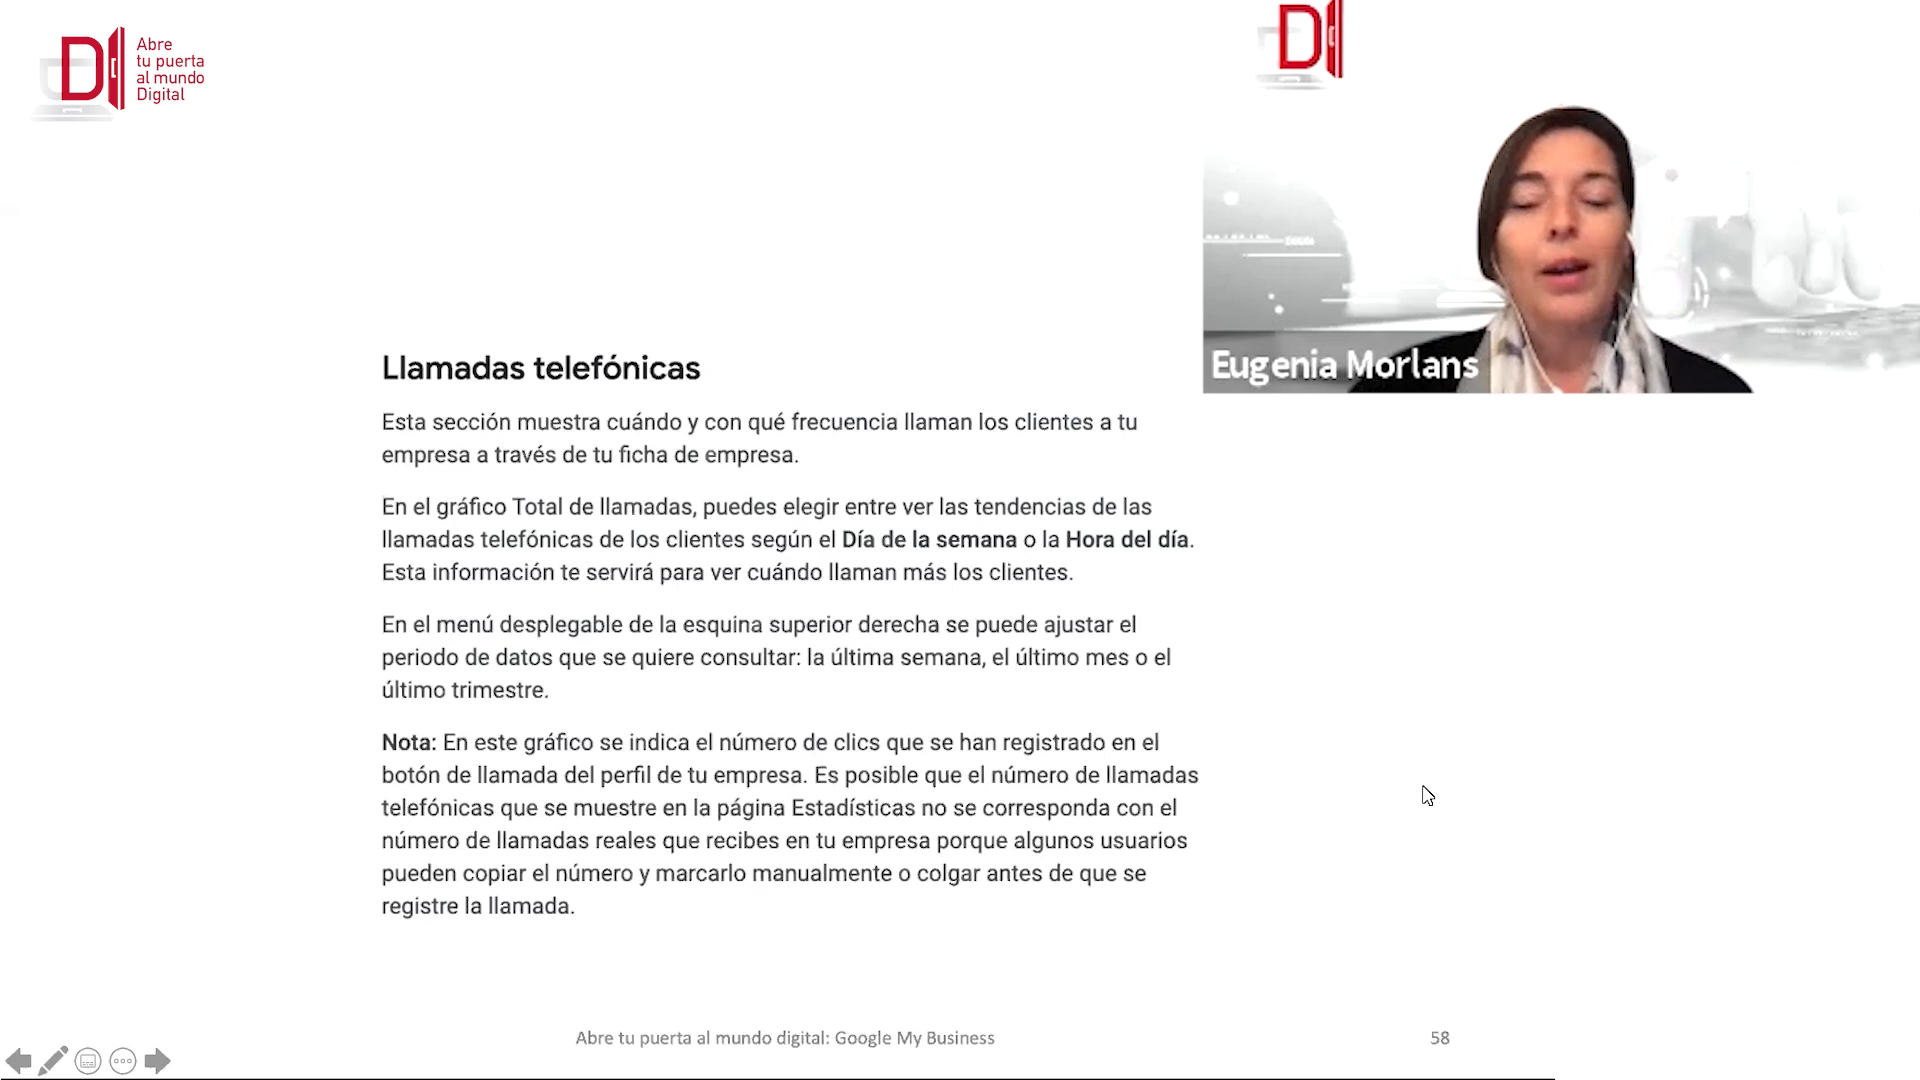 Abre
tu puerta
al mundo
Digital
Eugenia Morlans
Llamadas telefónicas
Esta sección muestra cuándo y con qué frecuencia llaman los clientes a tu
empresa a través de tu ficha de empresa.
En el gráfico Total de llamadas, puedes elegir entre ver las tendencias de las
llamadas telefónicas de los clientes según el Día de la semana o la Hora del día.
Esta información te servirá para ver cuándo llaman más los clientes.
En el menú desplegable de la esquina superior derecha se puede ajustar el
periodo de datos que se quiere consultar: la última semana, el último mes o el
último trimestre.
Nota: En este gráfico se indica el número de clics que se han registrado en el
botón de llamada del perfil de tu empresa. Es posible que el número de llamadas
telefónicas que se muestre en la página Estadísticas no se corresponda con el
número de llamadas reales que recibes en tu empresa porque algunos usuarios
pueden copiar el número y marcarlo manualmente o colgar antes de que se
registre la llamada.
Abre tu puerta al mundo digital: Google My Business
58